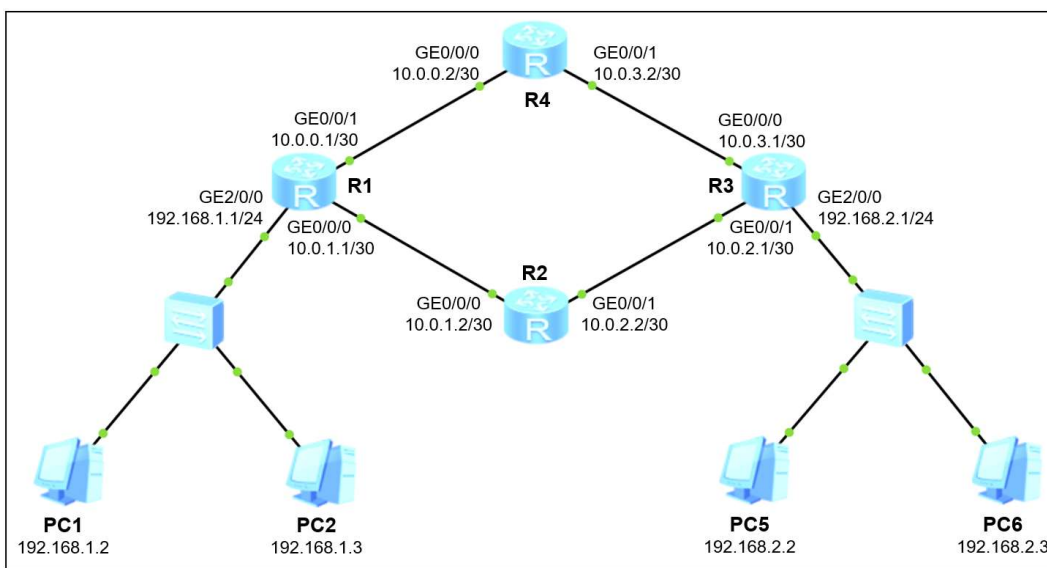 GE0/0/0
10.0.0.2/30
GE0/0/1
10.0.3.2/30
R
R4
GE0/0/1
10.0.0.1/30
GE0/0/0
10.0.3.1/30
R
R1
R3
R
GE2/0/0
192.168.1.1/24
GE2/0/0
192.168.2.1/24
GE0/0/0
10.0.1.1/30
GE0/0/1
10.0.2.1/30
R2
GE0/0/0
10.0.1.2/30
R
GE0/0/1
10.0.2.2/30
PC1
192.168.1.2
PC2
192.168.1.3
PC5
192.168.2.2
PC6
192.168.2.3